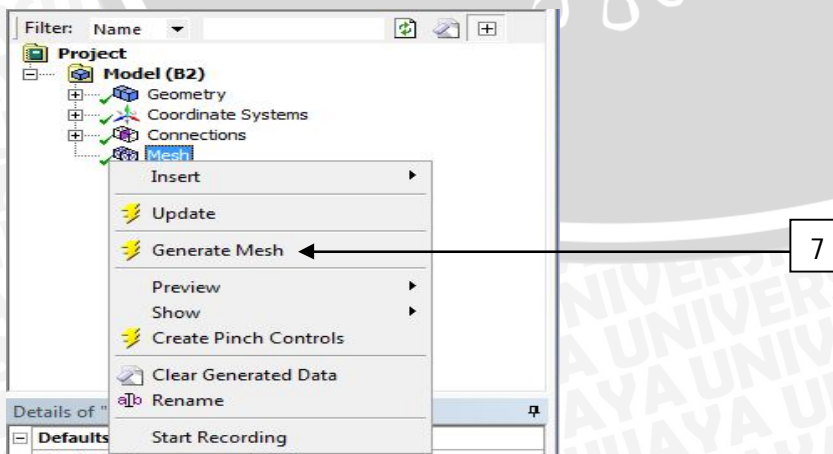 Filter: Name
Project
Model (B2)
Geometry
Coordinate Systems
Connections
Mesh
Insert
Update
Generate Mesh
7
Preview
Show
Create Pinch Controls
Clear Generated Data
Rename
Details of "
Defaults
Start Recording